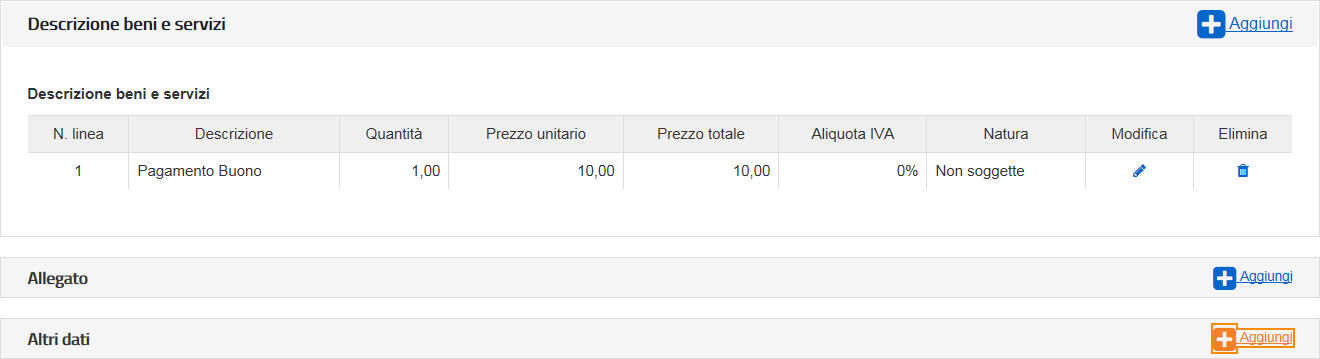 Descrizione beni e servizi Aggiungi
Descrizione beni e servizi
N. linea Descrizione Quantità Prezzo unitario Prezzo totale Aliquota IVA Natura Modifica Elimina
1 Pagamento Buono 1,00 10,00 10,00 0% Non soggette
Allegato Aggiungi
Altri dati Aggiungi